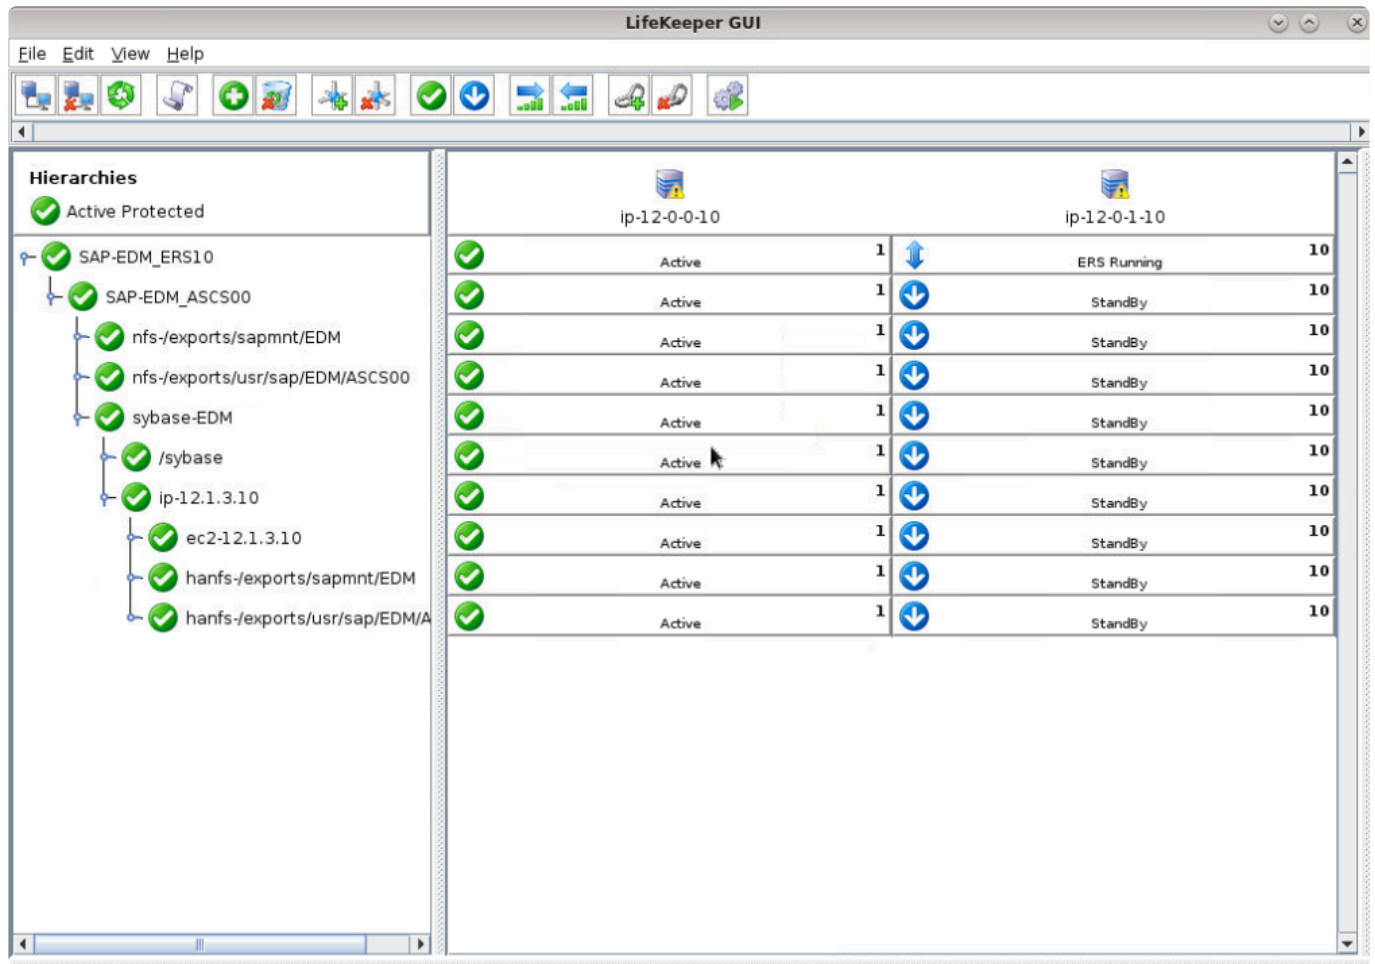 LifeKeeper GUI
File Edit View Help
Hierarchies
Active Protected
ip-12-0-0-10 ip-12-0-1-10
SAP-EDM_ERS10 Active 1 ERS Running 10
SAP-EDM_ASCS00 Active 1 StandBy 10
nfs-/exports/sapmnt/EDM Active 1 StandBy 10
nfs-/exports/usr/sap/EDM/ASCS00 Active 1 StandBy 10
sybase-EDM Active 1 StandBy 10
/sybase Active 1 StandBy 10
ip-12.1.3.10 Active 1 StandBy 10
ec2-12.1.3.10 Active 1 StandBy 10
hanfs-/exports/sapmnt/EDM Active 1 StandBy 10
hanfs-/exports/usr/sap/EDM/A Active 1 StandBy 10